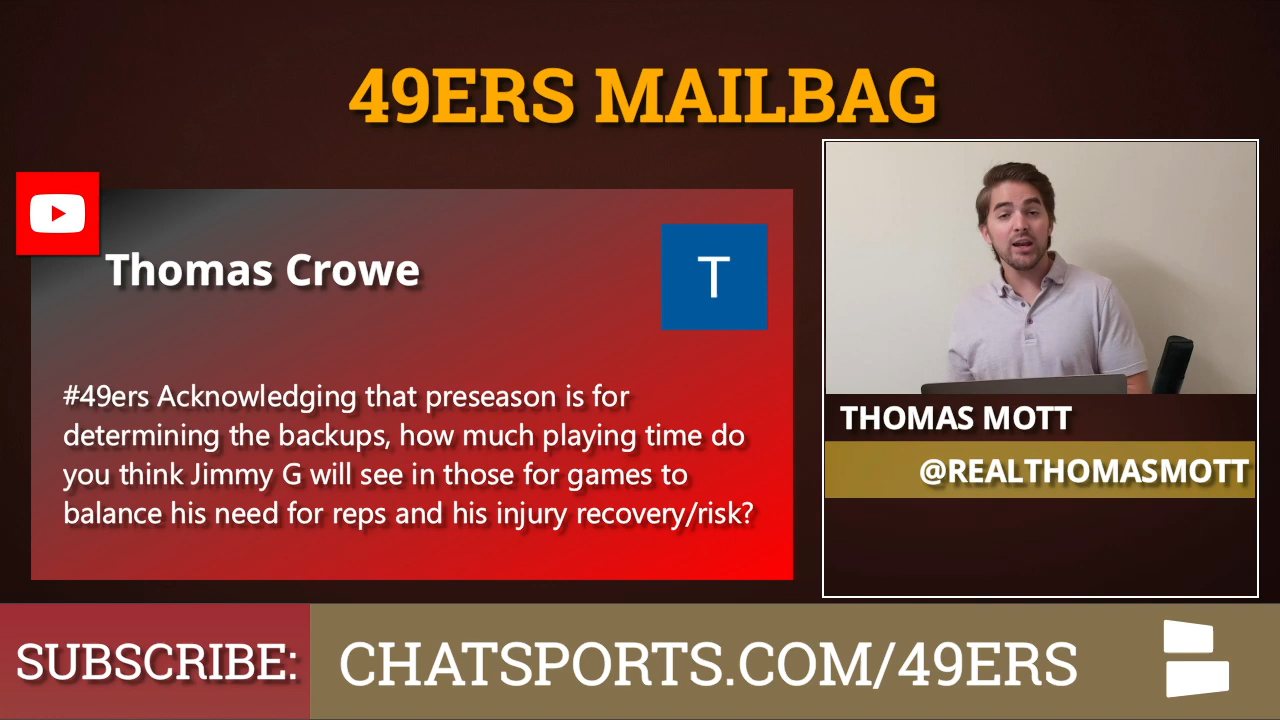 49ERS MAILBAG
Thomas Crowe
T
#49ers Acknowledging that preseason is for
determining the backups, how much playing time do
you think Jimmy G will see in those for games to
balance his need for reps and his injury recovery/risk?
THOMAS MOTT
@REALTHOMASMOTT
SUBSCRIBE: CHATSPORTS.COM/49ERS